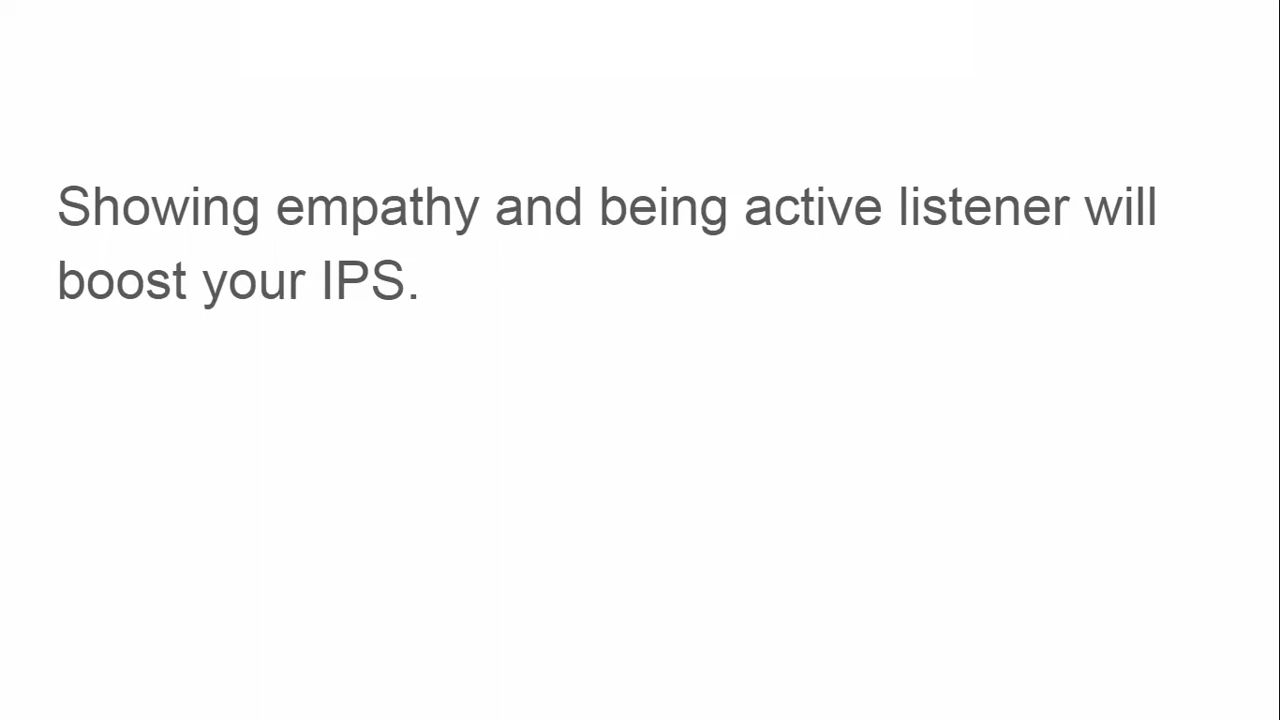 Showing empathy and being active listener will
boost your IPS.